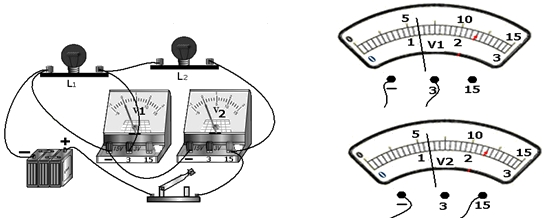 L₁
L₂
V1
V2
− 3 15
− 3 15
− +
5 10 15
0 1 V1 2 3
− 3 15
5 10 15
0 1 V2 2 3
− 3 15